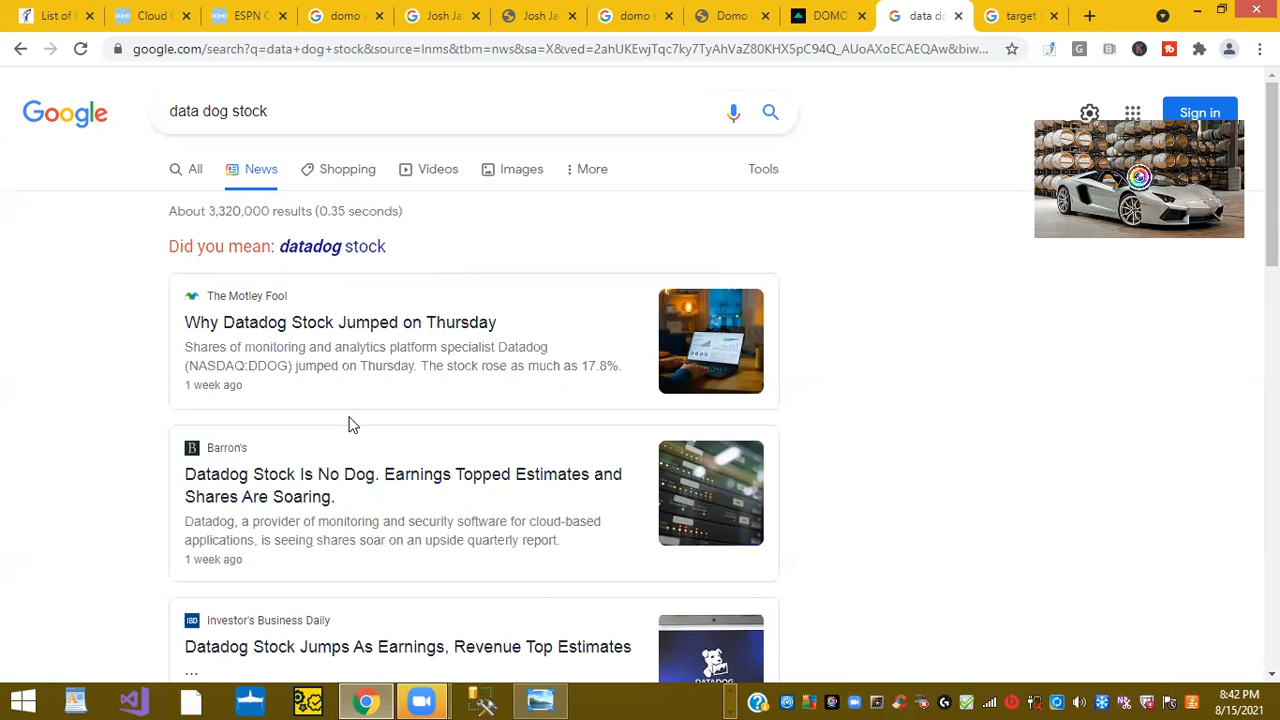 List of D
Cloud C
ESPN C
domo s
Josh Ja
Josh Ja
domo s
Domo I
DOMO
data do
target s
google.com/search?q=data+dog+stock&source=lnms&tbm=nws&sa=X&ved=2ahUKEwjTqc7ky7TyAhVaZ80KHX5pC94Q_AUoAXoECAEQAw&biw...
Google
data dog stock
Sign in
All
News
Shopping
Videos
Images
More
Tools
About 3,320,000 results (0.35 seconds)
Did you mean: datadog stock
The Motley Fool
Why Datadog Stock Jumped on Thursday
Shares of monitoring and analytics platform specialist Datadog
(NASDAQ:DDOG) jumped on Thursday. The stock rose as much as 17.8%.
1 week ago
Barron's
Datadog Stock Is No Dog. Earnings Topped Estimates and
Shares Are Soaring.
Datadog, a provider of monitoring and security software for cloud-based
applications, is seeing shares soar on an upside quarterly report.
1 week ago
IBD
Investor's Business Daily
Datadog Stock Jumps As Earnings, Revenue Top Estimates
...
DATADOG
8:42 PM
8/15/2021